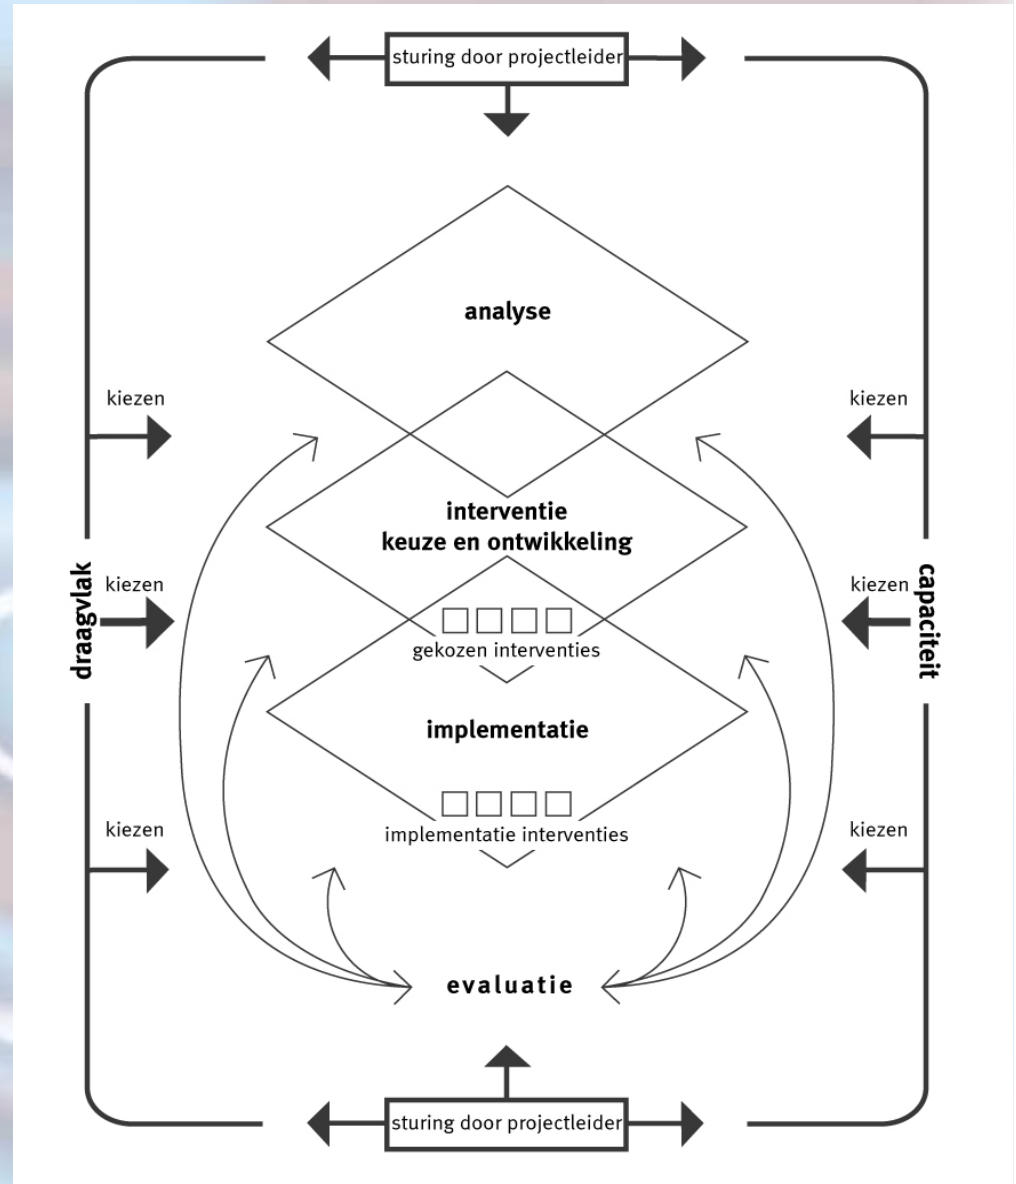 sturing door projectleider
analyse
kiezen
kiezen
interventie
keuze en ontwikkeling
draagvlak
kiezen
kiezen
capaciteit
gekozen interventies
implementatie
kiezen
kiezen
implementatie interventies
evaluatie
sturing door projectleider